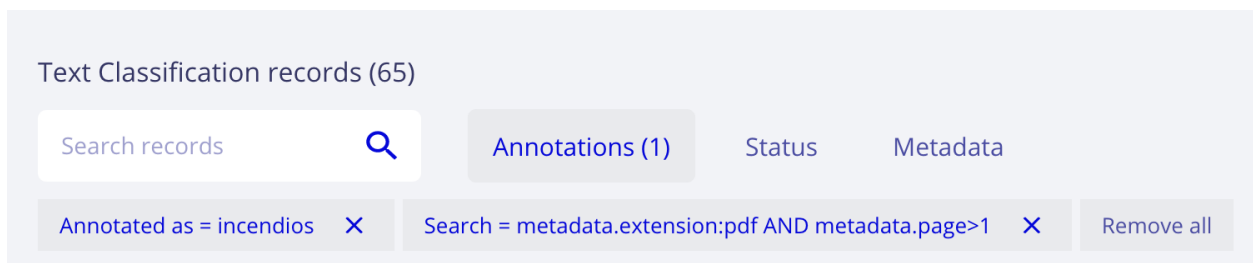 Text Classification records (65)
Search records Annotations (1) Status Metadata
Annotated as = incendios Search = metadata.extension:pdf AND metadata.page>1 Remove all